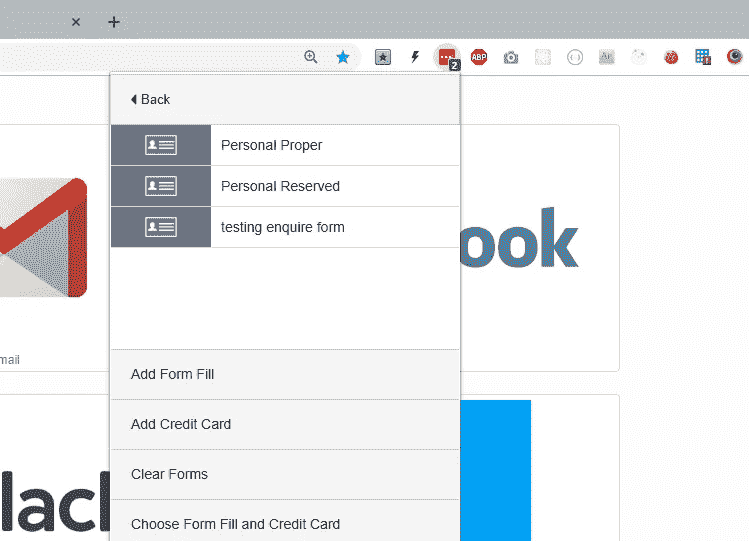 2
ABP
Back
Personal Proper
Personal Reserved
testing enquire form
ook
mail
Add Form Fill
Add Credit Card
lack
Clear Forms
Choose Form Fill and Credit Card